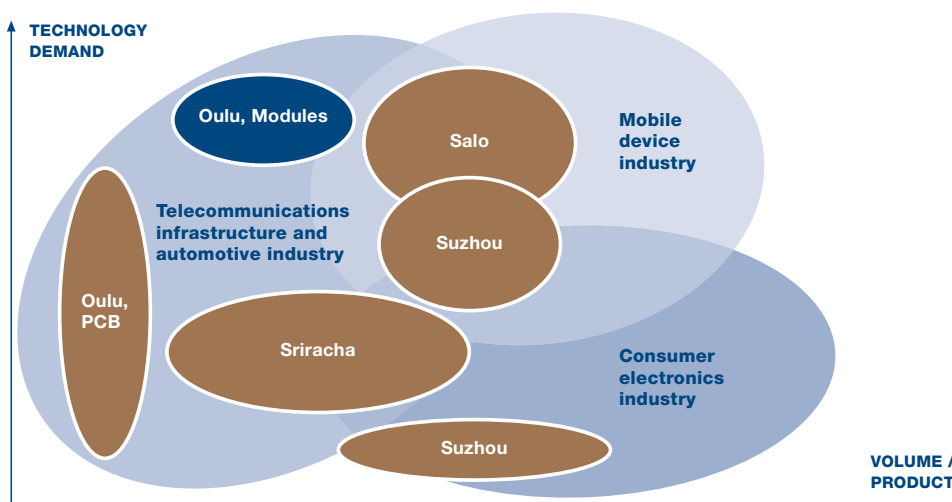 TECHNOLOGY
DEMAND
Oulu, Modules
Salo
Mobile
device
industry
Telecommunications
infrastructure and
automotive industry
Suzhou
Oulu,
PCB
Sriracha
Consumer
electronics
industry
Suzhou
VOLUME /
PRODUCT